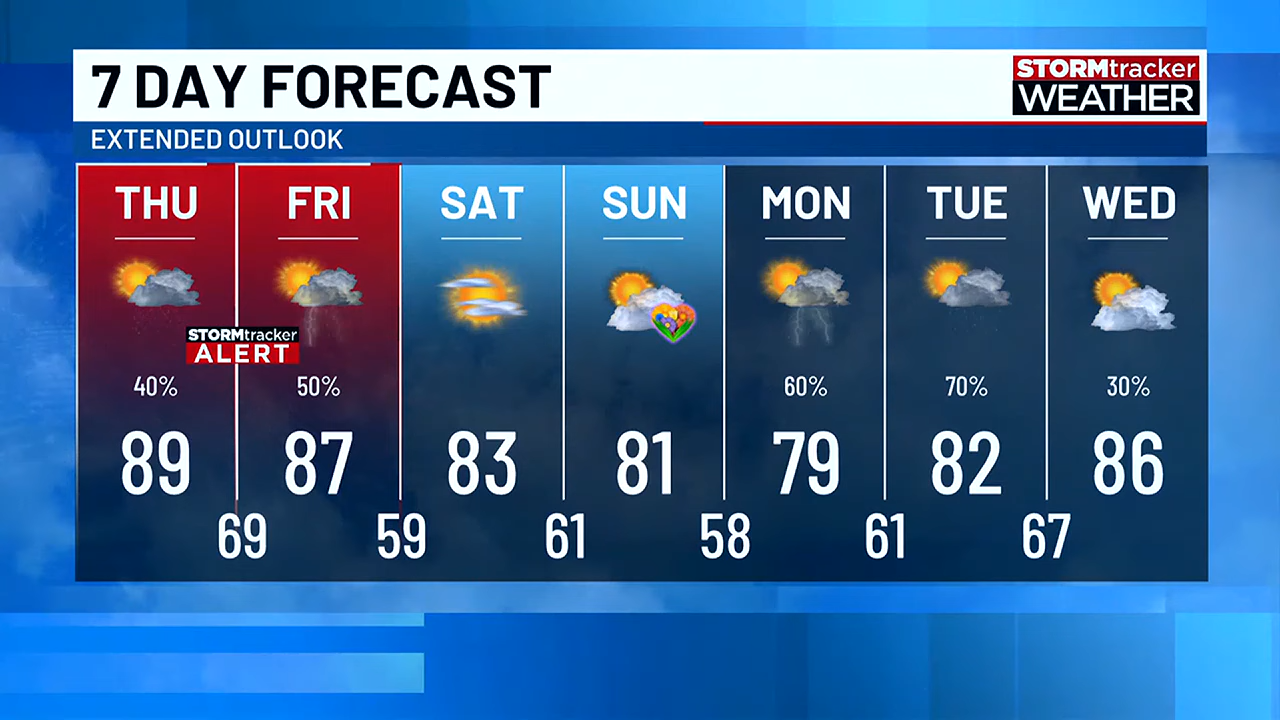 7 DAY FORECAST
STORMtracker
WEATHER
EXTENDED OUTLOOK
THU FRI SAT SUN MON TUE WED
STORMtracker
ALERT
40% 50% 60% 70% 30%
89 87 83 81 79 82 86
69 59 61 58 61 67